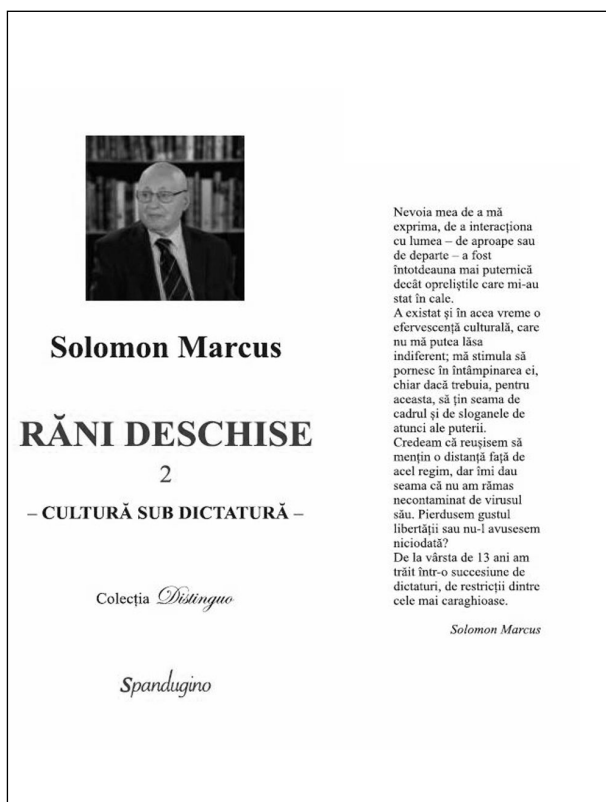 Solomon Marcus
RĂNI DESCHISE
2
– CULTURĂ SUB DICTATURĂ –
Colecția Distinguo
Spandugino
Nevoia mea de a mă
exprima, de a interacționa
cu lumea – de aproape sau
de departe – a fost
întotdeauna mai puternică
decât opreliștile care mi-au
stat în cale.
A existat și în acea vreme o
efervescență culturală, care
nu mă putea lăsa
indiferent; mă stimula să
pornesc în întâmpinarea ei,
chiar dacă trebuia, pentru
aceasta, să țin seama de
cadrul și de sloganele de
atunci ale puterii.
Credeam că reușisem să
mențin o distanță față de
acel regim, dar îmi dau
seama că nu am rămas
necontaminat de virusul
său. Pierdusem gustul
libertății sau nu-l avusesem
niciodată?
De la vârsta de 13 ani am
trăit într-o succesiune de
dictaturi, de restricții dintre
cele mai caraghioase.
Solomon Marcus